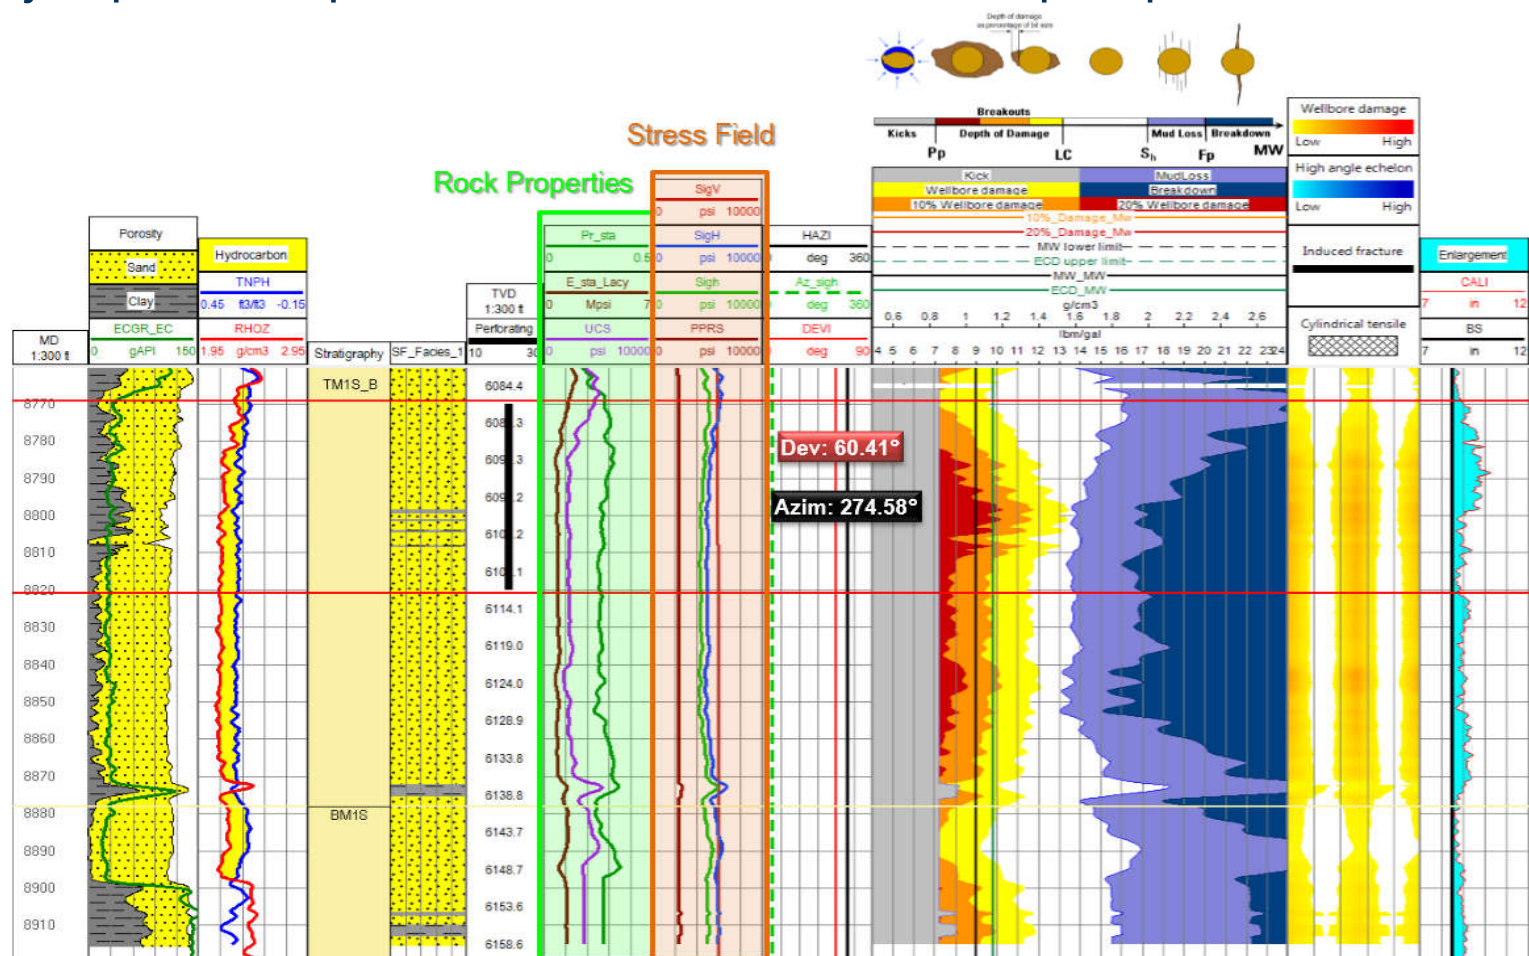 Depth of damage
as percentage of bit size
Breakouts
Kicks Depth of Damage Mud Loss Breakdown
Pp LC Sh Fp MW
Stress Field
Rock Properties
Kick MudLoss
Wellbore damage Breakdown
10% Wellbore damage 20% Wellbore damage
10%_Damage_Mw
20%_Damage_Mw
MW lower limit
ECD upper limit
MW_MW
ECD_MW
g/cm3
0.6 0.8 1 1.2 1.4 1.6 1.8 2 2.2 2.4 2.6
lbm/gal
4 5 6 7 8 9 10 11 12 13 14 15 16 17 18 19 20 21 22 23 24
Wellbore damage
Low High
High angle echelon
Low High
Induced fracture
Cylindrical tensile
Enlargement
CALI
7 in 12
BS
7 in 12
MD
1:300 ft
Porosity
Sand
Clay
ECGR_EC
0 gAPI 150
Hydrocarbon
TNPH
0.45 ft3/ft3 -0.15
RHOZ
1.95 g/cm3 2.95
Stratigraphy
SF_Facies_1
TVD
1:300 ft
Perforating
10 30
Pr_sta
0 0.5
E_sta_Lacy
0 Mpsi 7
UCS
0 psi 10000
SigV
0 psi 10000
SigH
0 psi 10000
Sigh
0 psi 10000
PPRS
0 psi 10000
HAZI
0 deg 360
Az_sigh
0 deg 360
DEVI
0 deg 90
TM1S_B
BM1S
8770
8780
8790
8800
8810
8820
8830
8840
8850
8860
8870
8880
8890
8900
8910
6084.4
6114.1
6119.0
6124.0
6128.9
6133.8
6138.8
6143.7
6148.7
6153.6
6158.6
Dev: 60.41°
Azim: 274.58°